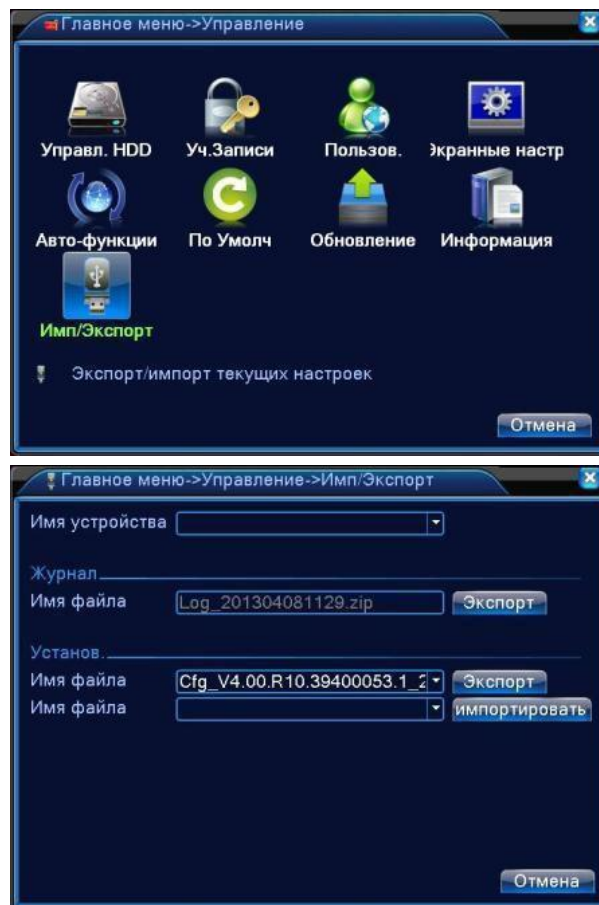 Главное меню->Управление
Управл. HDD Уч.Записи Пользов. Экранные настр
Авто-функции По Умолч Обновление Информация
Имп/Экспорт
Экспорт/импорт текущих настроек
Отмена
Главное меню->Управление->Имп/Экспорт
Имя устройства
Журнал
Имя файла Log_201304081129.zip Экспорт
Установ.
Имя файла Cfg_V4.00.R10.39400053.1_2 Экспорт
Имя файла импортировать
Отмена